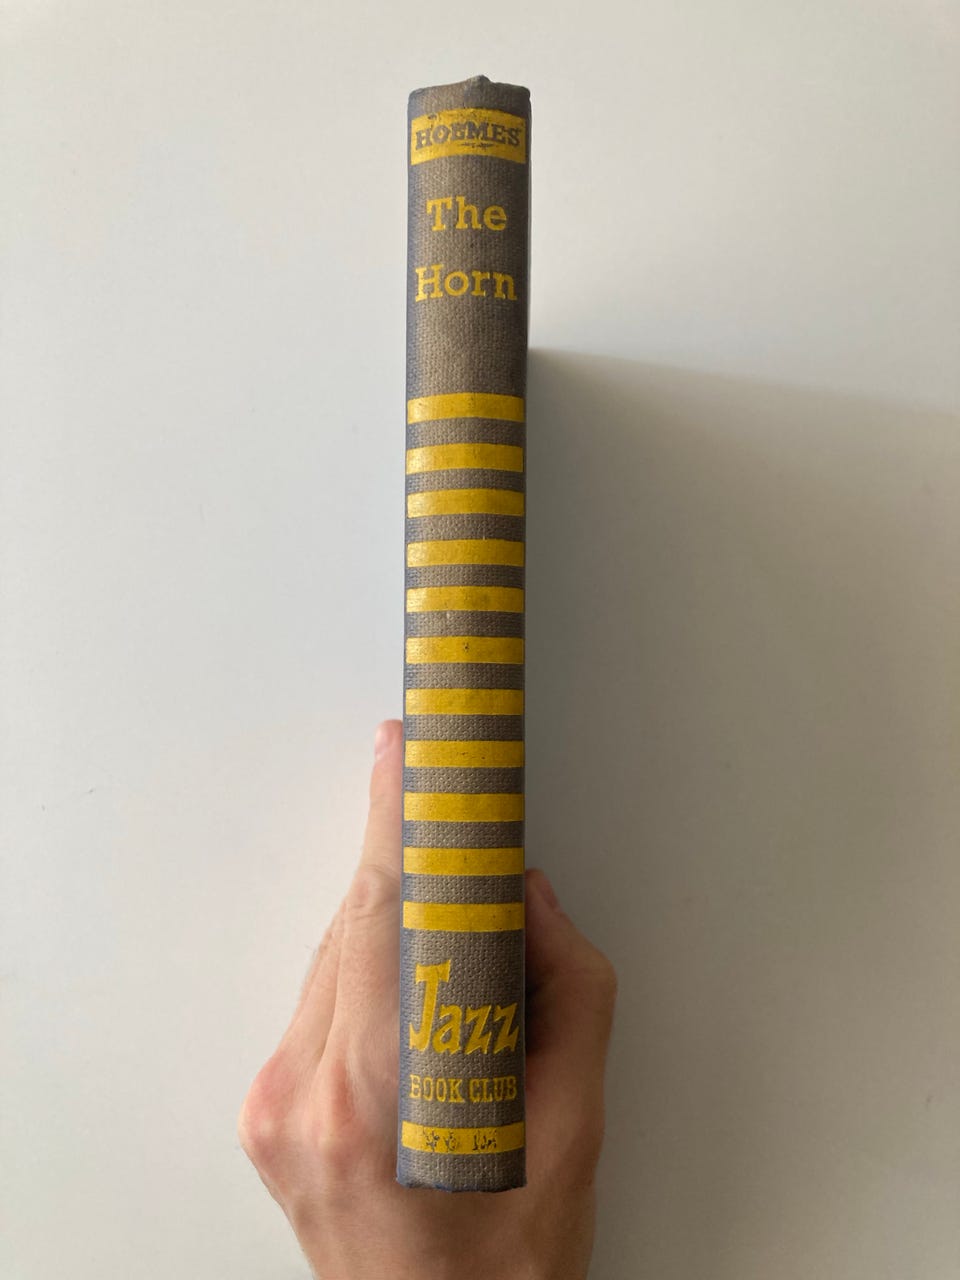 HOLMES
The
Horn
Jazz
BOOK CLUB